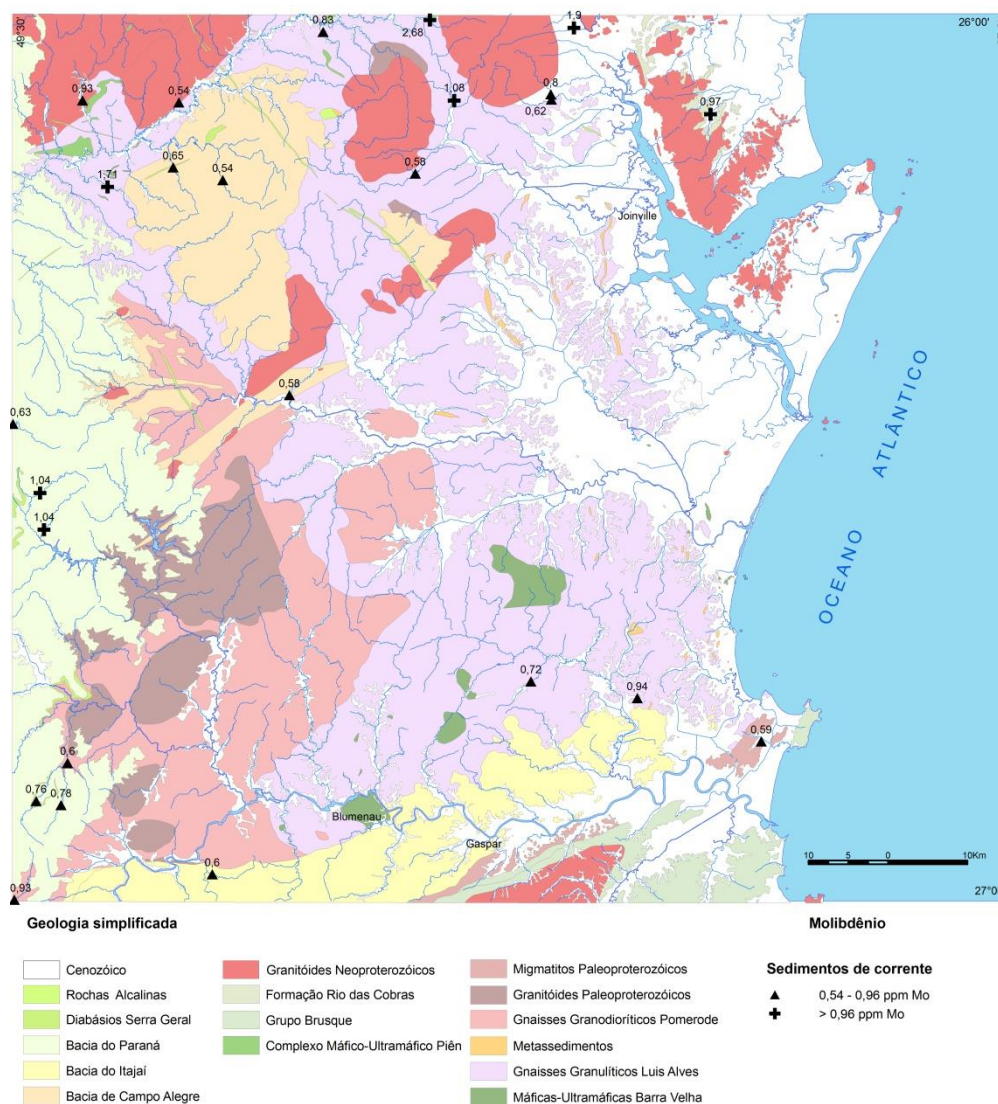 49°30'
26°00'
0,83
2,68
1,9
0,93
0,54
1,08
0,8
0,62
0,97
0,65
0,54
0,58
1,71
Joinville
0,58
0,63
1,04
1,04
OCEANO ATLÂNTICO
0,72
0,94
0,59
0,6
0,76
0,78
Blumenau
Gaspar
0,6
0,93
10 5 0 10Km
27°00'
Geologia simplificada
Cenozóico
Rochas Alcalinas
Diabásios Serra Geral
Bacia do Paraná
Bacia do Itajaí
Bacia de Campo Alegre
Granitóides Neoproterozóicos
Formação Rio das Cobras
Grupo Brusque
Complexo Máfico-Ultramáfico Piên
Migmatitos Paleoproterozóicos
Granitóides Paleoproterozóicos
Gnaisses Granodioríticos Pomerode
Metassedimentos
Gnaisses Granulíticos Luis Alves
Máficas-Ultramáficas Barra Velha
Molibdênio
Sedimentos de corrente
0,54 - 0,96 ppm Mo
> 0,96 ppm Mo